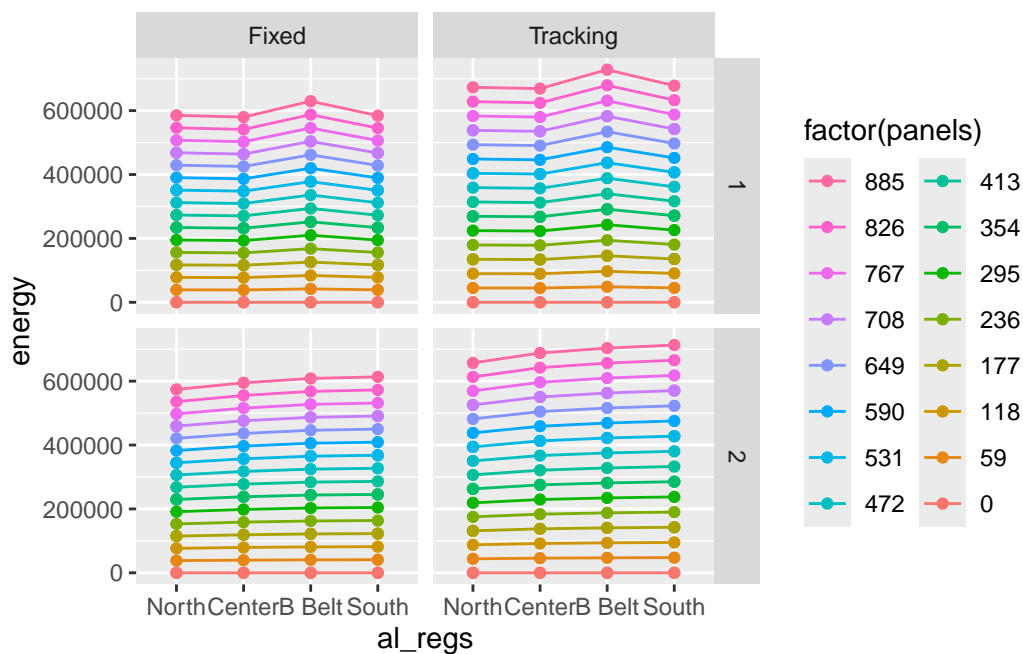 Fixed
Tracking
600000
400000
200000
0
1
600000
400000
200000
0
2
energy
North Center B Belt South
North Center B Belt South
al_regs
factor(panels)
885 413
826 354
767 295
708 236
649 177
590 118
531 59
472 0